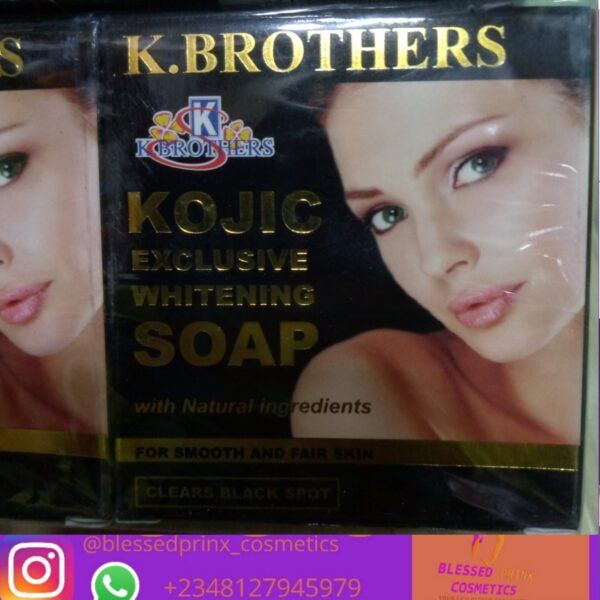 S
K.BROTHERS
K
K.BROTHERS
KOJIC
EXCLUSIVE
WHITENING
SOAP
with Natural ingredients
FOR SMOOTH AND FAIR SKIN
CLEARS BLACK SPOT
@blessedprinx_cosmetics
+2348127945979
BLESSED PRINX
COSMETICS